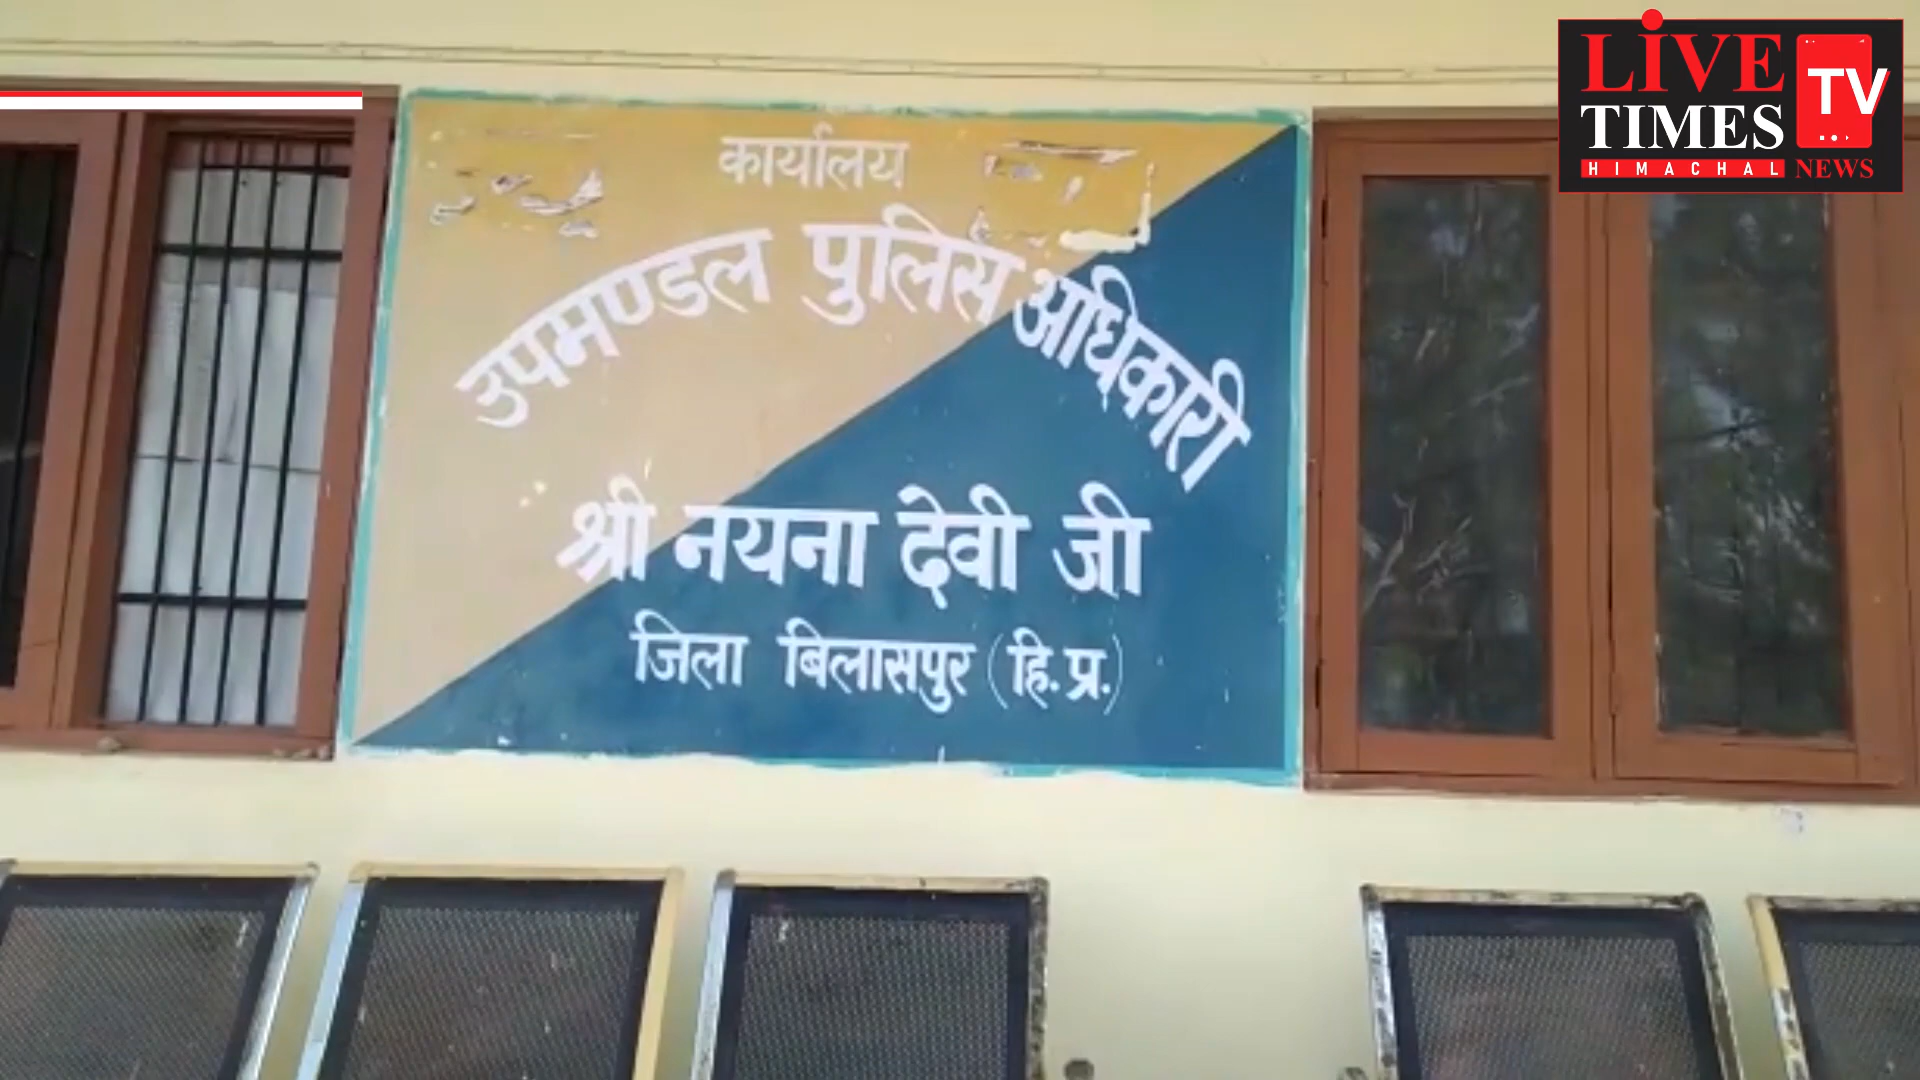 कार्यालय
उपमण्डल पुलिस अधिकारी
श्री नयना देवी जी
जिला बिलासपुर (हि.प्र.)
LiVE
TIMES
HIMACHAL
TV
NEWS